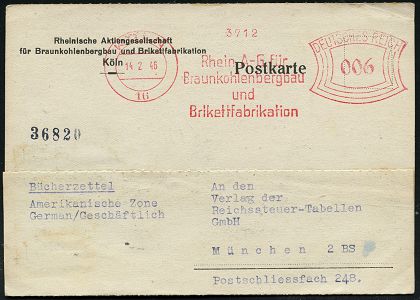 Rheinische Aktiengesellschaft
für Braunkohlenbergbau und Brikettfabrikation
Köln
14.2.46
16
3712
Rhein.A-G für
Braunkohlenbergbau
und
Brikettfabrikation
DEUTSCHES REICH
006
Postkarte
36820
Bücherzettel
Amerikanische Zone
German/Geschäftlich
An den
Verlag der
Reichssteuer-Tabellen
GmbH
München 2 BS
Postschliessfach 248.